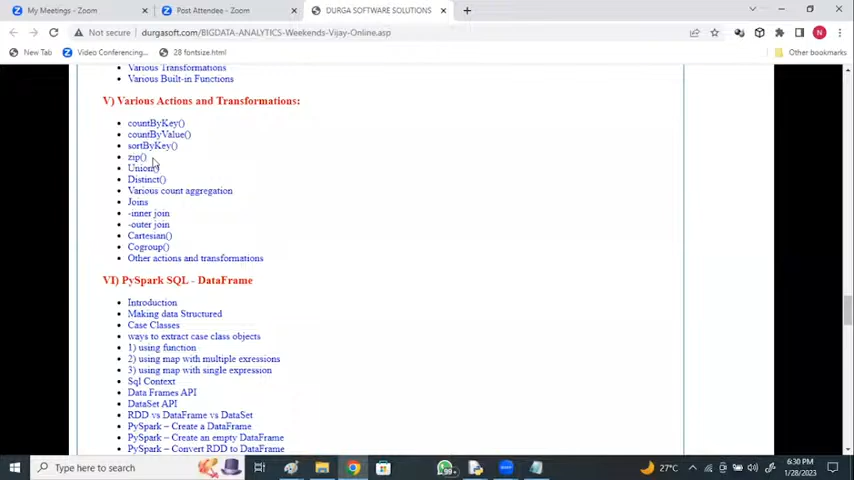 My Meetings - Zoom
Post Attendee - Zoom
DURGA SOFTWARE SOLUTIONS
Not secure | durgasoft.com/BIGDATA-ANALYTICS-Weekends-Vijay-Online.asp
N
New Tab
Video Conferencing...
28 fontsize.html
Other bookmarks
Various Transformations
Various Built-in Functions
V) Various Actions and Transformations:
countByKey()
countByValue()
sortByKey()
zip()
Union()
Distinct()
Various count aggregation
Joins
-inner join
-outer join
Cartesian()
Cogroup()
Other actions and transformations
VI) PySpark SQL - DataFrame
Introduction
Making data Structured
Case Classes
ways to extract case class objects
1) using function
2) using map with multiple exressions
3) using map with single expression
Sql Context
Data Frames API
DataSet API
RDD vs DataFrame vs DataSet
PySpark – Create a DataFrame
PySpark – Create an empty DataFrame
PySpark – Convert RDD to DataFrame
Type here to search
27°C
6:30 PM
1/28/2023